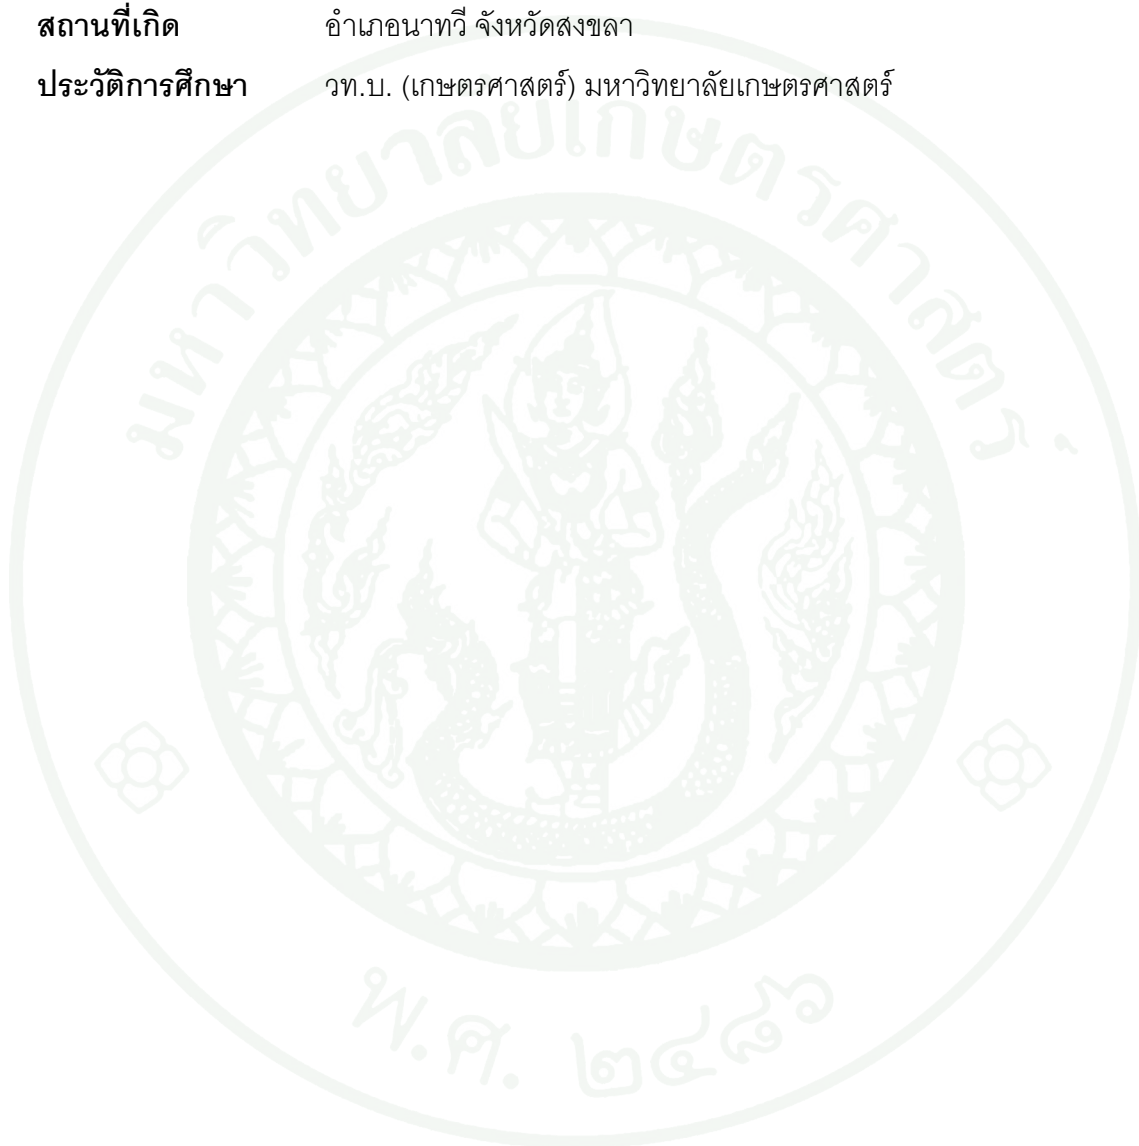 สถานที่เกิด อำเภอนาทวี จังหวัดสงขลา
ประวัติการศึกษา วท.บ. (เกษตรศาสตร์) มหาวิทยาลัยเกษตรศาสตร์
มหาวิทยาลัยเกษตรศาสตร์
พ.ศ. ๒๔๘๖